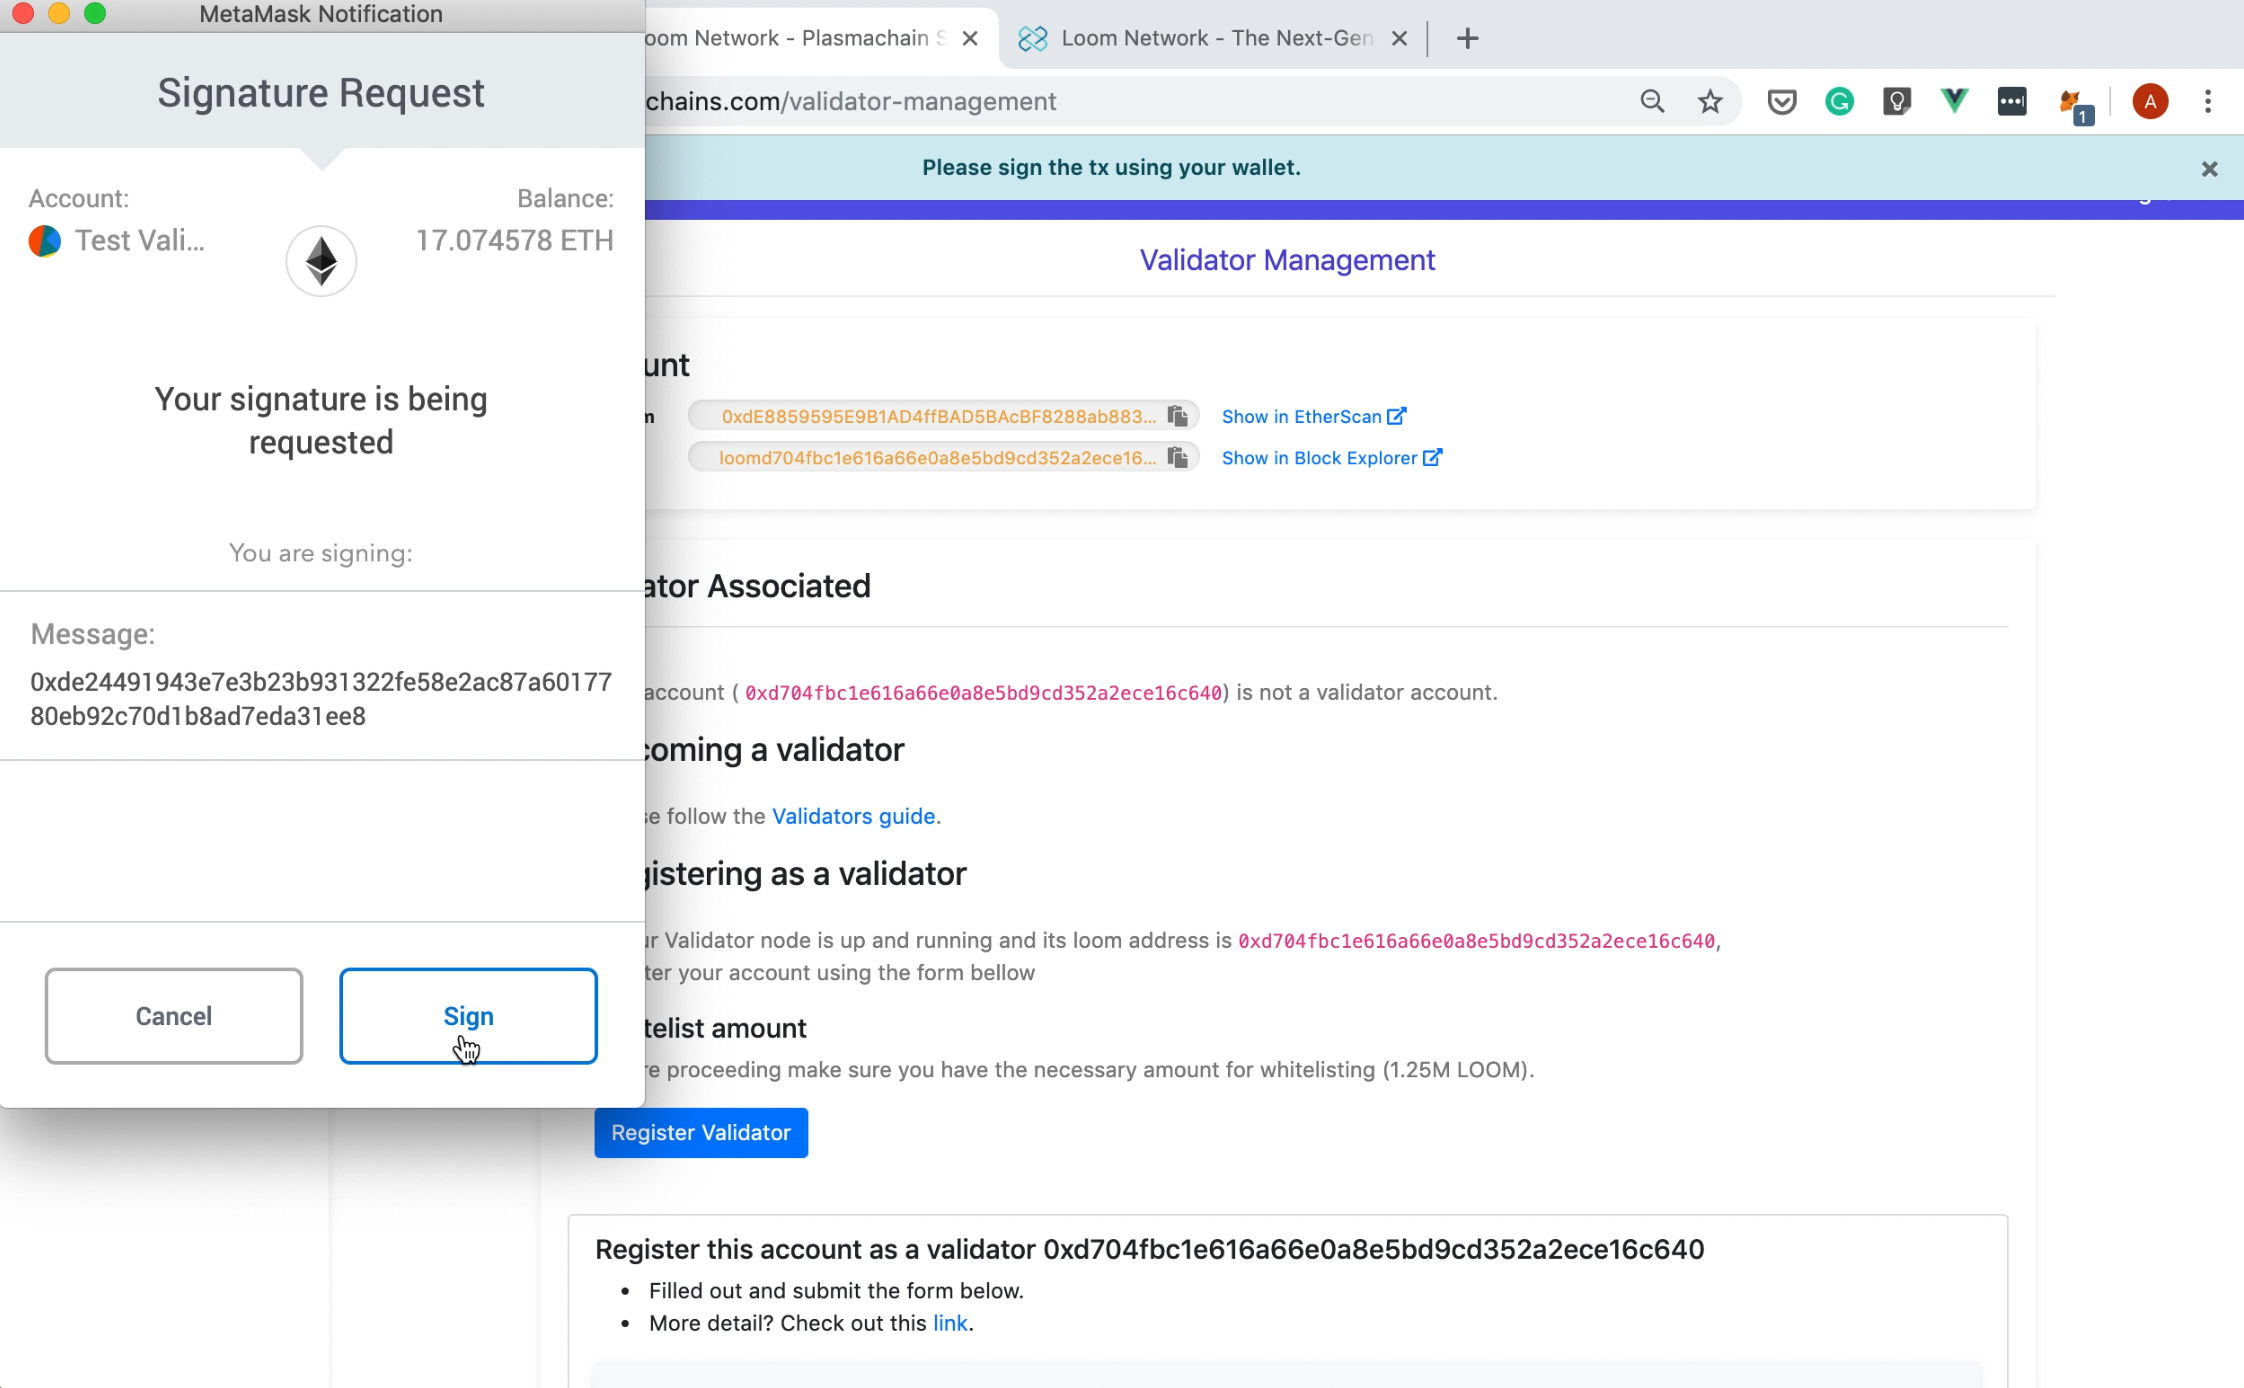 MetaMask Notification
Signature Request
Account:
Balance:
Test Vali...
17.074578 ETH
Your signature is being
requested
You are signing:
Message:
0xde24491943e7e3b23b931322fe58e2ac87a60177
80eb92c70d1b8ad7eda31ee8
Cancel
Sign
oom Network - Plasmachain S
Loom Network - The Next-Gen
chains.com/validator-management
1
A
Please sign the tx using your wallet.
Validator Management
unt
m
0xdE8859595E9B1AD4ffBAD5BAcBF8288ab883...
Show in EtherScan
loomd704fbc1e616a66e0a8e5bd9cd352a2ece16...
Show in Block Explorer
ator Associated
account ( 0xd704fbc1e616a66e0a8e5bd9cd352a2ece16c640) is not a validator account.
coming a validator
se follow the Validators guide.
gistering as a validator
ur Validator node is up and running and its loom address is 0xd704fbc1e616a66e0a8e5bd9cd352a2ece16c640,
ter your account using the form bellow
telist amount
re proceeding make sure you have the necessary amount for whitelisting (1.25M LOOM).
Register Validator
Register this account as a validator 0xd704fbc1e616a66e0a8e5bd9cd352a2ece16c640
• Filled out and submit the form below.
• More detail? Check out this link.